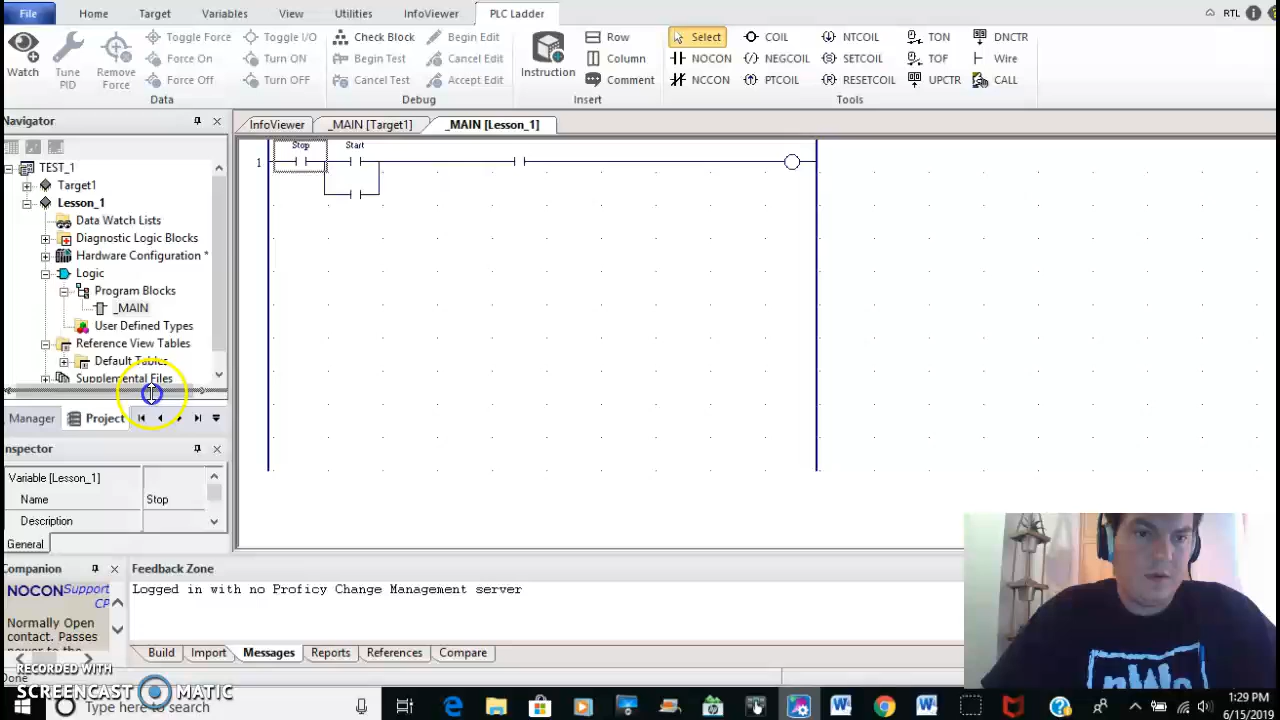 File Home Target Variables View Utilities InfoViewer PLC Ladder RTL
Watch Tune PID Remove Force Toggle Force Toggle I/O
Force On Turn ON
Force Off Turn OFF
Data
Check Block Begin Edit
Begin Test Cancel Edit
Cancel Test Accept Edit
Debug
Instruction Row
Column
Comment
Insert
Select COIL NTCOIL TON DNCTR
NOCON NEGCOIL SETCOIL TOF Wire
NCCON PTCOIL RESETCOIL UPCTR CALL
Tools
Navigator
InfoViewer _MAIN [Target1] _MAIN [Lesson_1]
TEST_1
Target1
Lesson_1
Data Watch Lists
Diagnostic Logic Blocks
Hardware Configuration *
Logic
Program Blocks
_MAIN
User Defined Types
Reference View Tables
Default Tables
Supplemental Files
Manager Project
Stop Start
1
Inspector
Variable [Lesson_1]
Name Stop
Description
General
Companion
NOCON Support
CP
Normally Open
contact. Passes
Feedback Zone
Logged in with no Proficy Change Management server
Build Import Messages Reports References Compare
Done
RECORDED WITH
SCREENCAST MATIC
Type here to search
1:29 PM
6/15/2019